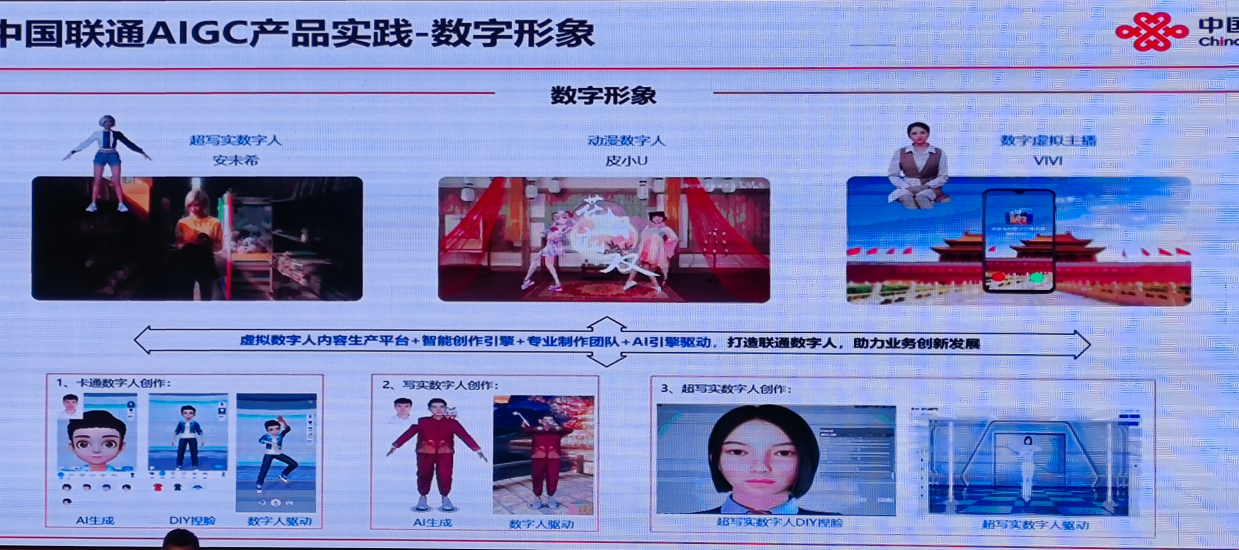 中国联通AIGC产品实践-数字形象
中国
China
数字形象
超写实数字人
安未希
动漫数字人
皮小U
数字虚拟主播
VIVI
虚拟数字人内容生产平台+智能创作引擎+专业制作团队+AI引擎驱动，打造联通数字人，助力业务创新发展
1、卡通数字人创作：
AI生成
DIY捏脸
数字人驱动
2、写实数字人创作：
AI生成
数字人驱动
3、超写实数字人创作：
超写实数字人DIY捏脸
超写实数字人驱动